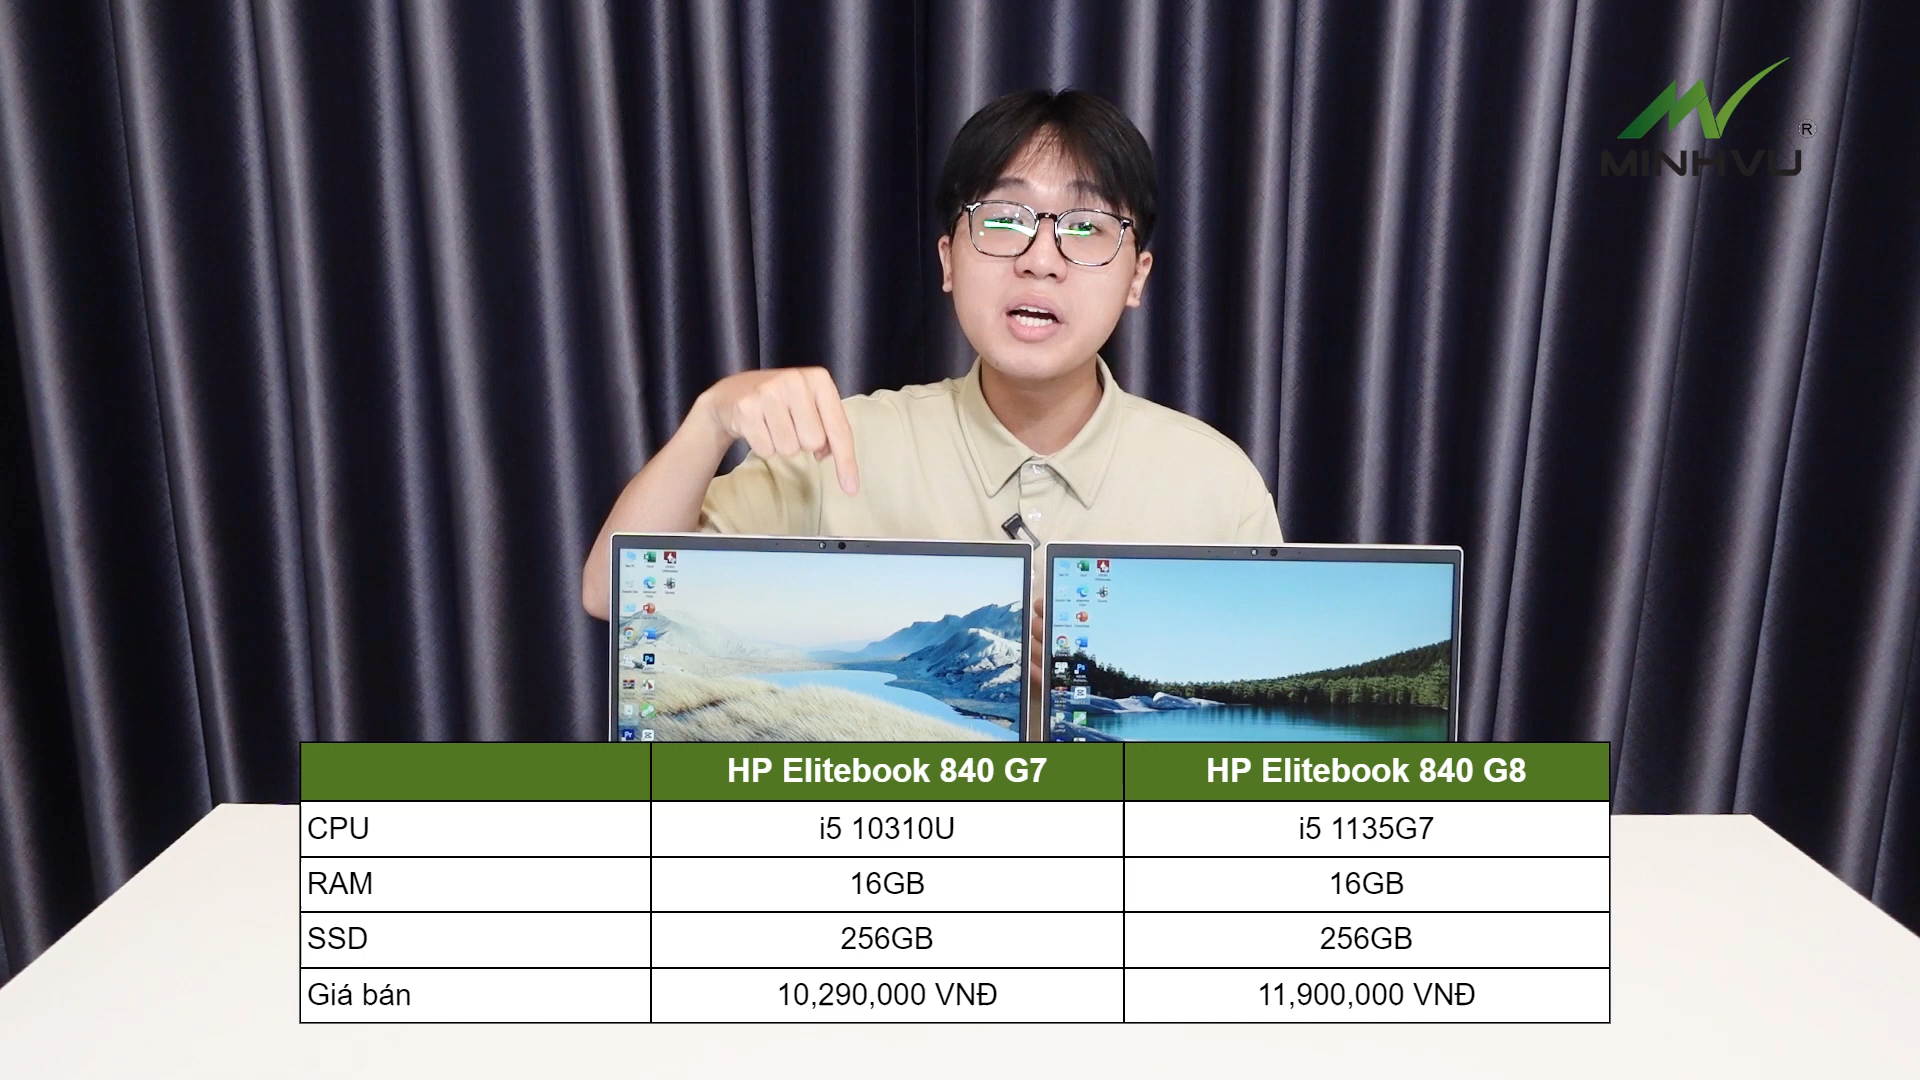 MINHVU
®
HP Elitebook 840 G7 HP Elitebook 840 G8
CPU i5 10310U i5 1135G7
RAM 16GB 16GB
SSD 256GB 256GB
Giá bán 10,290,000 VNĐ 11,900,000 VNĐ